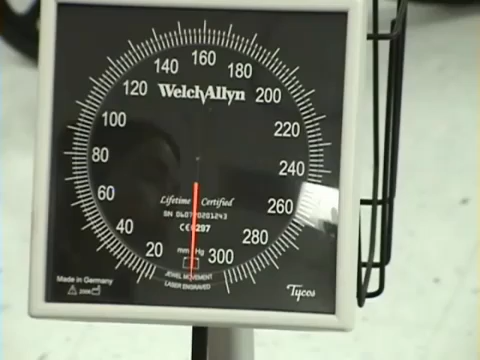 160
140 180
120 200
WelchAllyn
100 220
80 240
60 260
Lifetime Certified
40 280
20 300
mm Hg
JEWEL MOVEMENT
LASER ENGRAVED
Made in Germany
Tycos